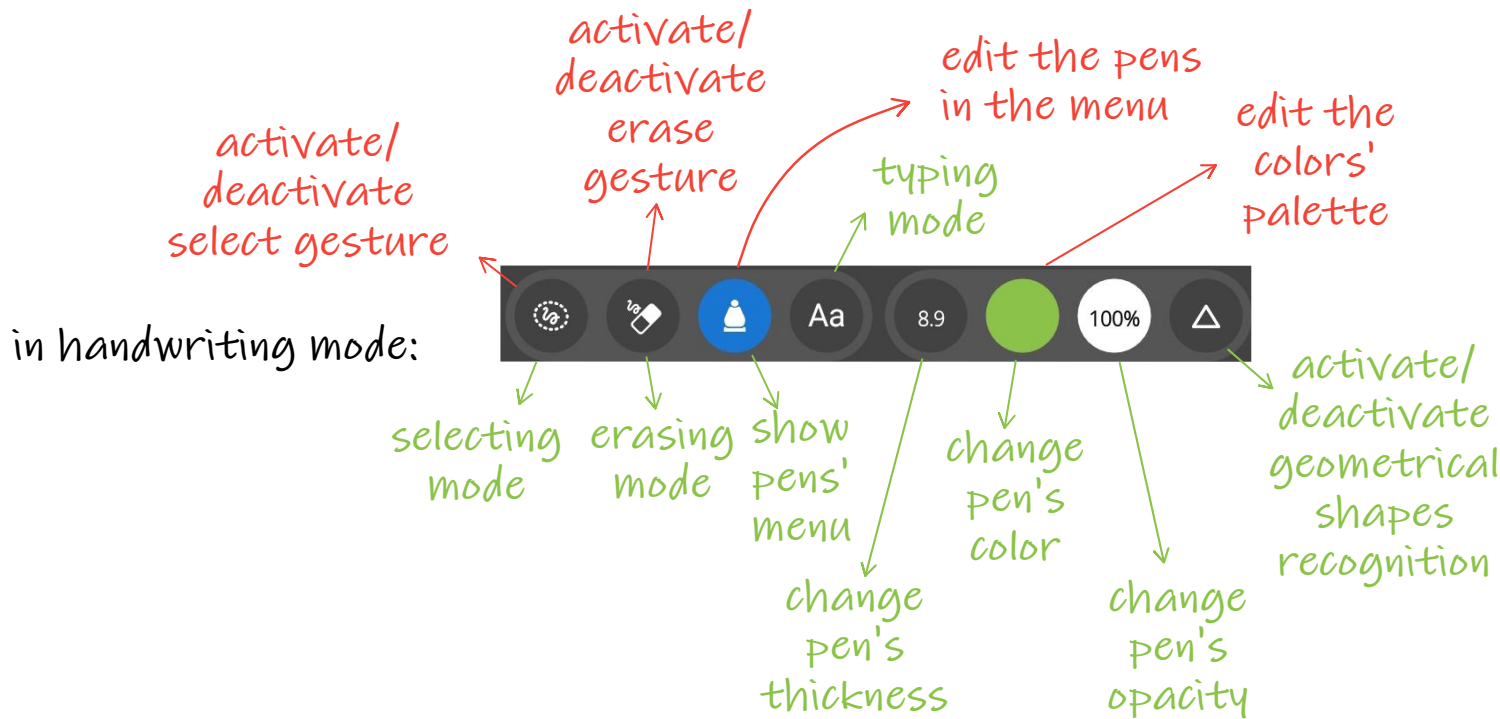 activate/
deactivate
erase
gesture
edit the pens
in the menu
edit the
colors'
palette
activate/
deactivate
select gesture
typing
mode
in handwriting mode:
Aa
8.9
100%
selecting
mode
erasing
mode
show
pens'
menu
change
pen's
thickness
change
pen's
color
change
pen's
opacity
activate/
deactivate
geometrical
shapes
recognition